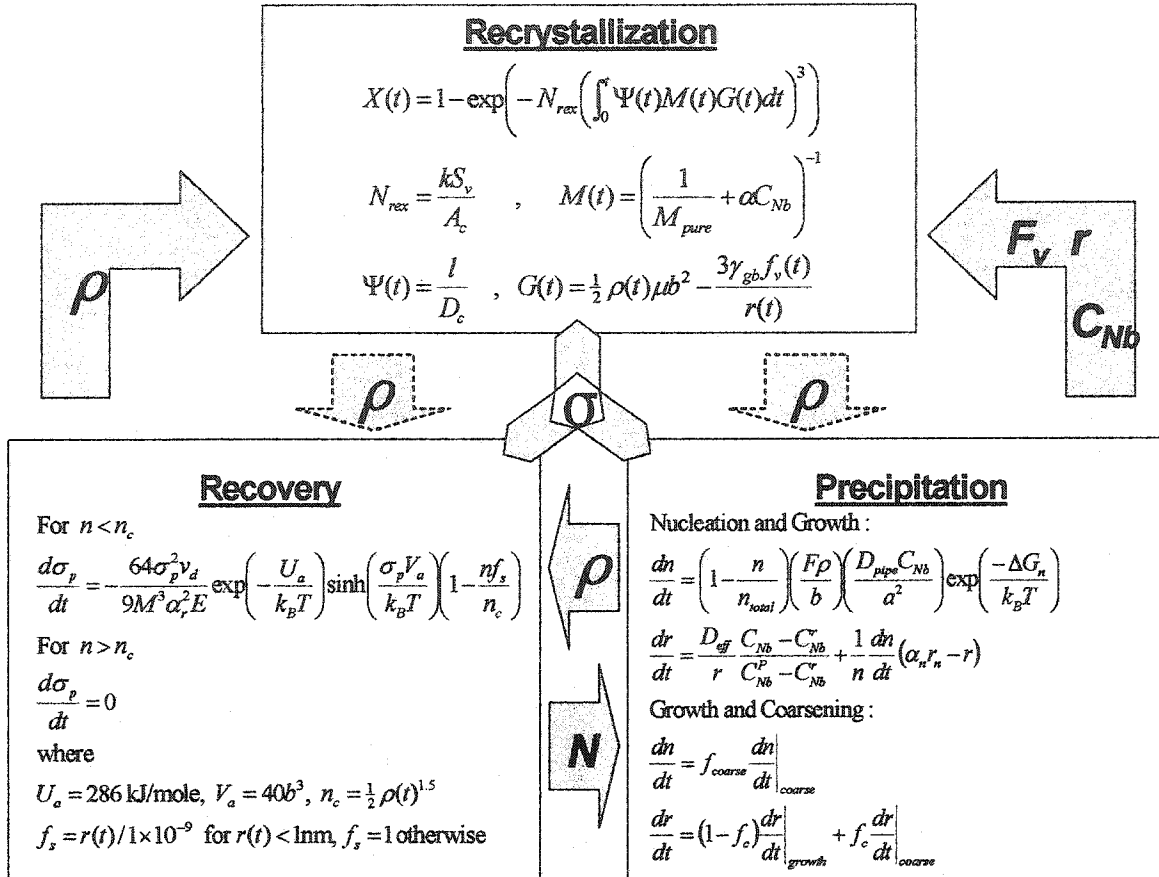 Recrystallization
X(t) = 1 − exp(−N_rex (∫_0^t Ψ(t)M(t)G(t)dt)^3)
N_rex = kS_v / A_c , M(t) = (1/M_pure + αC_Nb)^−1
Ψ(t) = l / D_c , G(t) = ½ ρ(t)μb^2 − 3γ_gb f_v(t) / r(t)
ρ
F_v r
C_Nb
ρ
ρ
σ
Recovery
For n < n_c
dσ_p/dt = − (64σ_p^2 ν_d / 9M^3 α_r^2 E) exp(−U_a / k_B T) sinh(σ_p V_a / k_B T) (1 − nf_s / n_c)
For n > n_c
dσ_p/dt = 0
where
U_a = 286 kJ/mole, V_a = 40b^3, n_c = ½ ρ(t)^1.5
f_s = r(t)/1×10^−9 for r(t) < 1nm, f_s = 1 otherwise
ρ
N
Precipitation
Nucleation and Growth :
dn/dt = (1 − n/n_total)(Fρ/b)(D_pipe C_Nb / a^2) exp(−ΔG_n / k_B T)
dr/dt = (D_eff / r) (C_Nb − C_Nb^r)/(C_Nb^P − C_Nb^r) + (1/n) (dn/dt) (α_n r_n − r)
Growth and Coarsening :
dn/dt = f_coarse dn/dt|_coarse
dr/dt = (1 − f_c) dr/dt|_growth + f_c dr/dt|_coarse